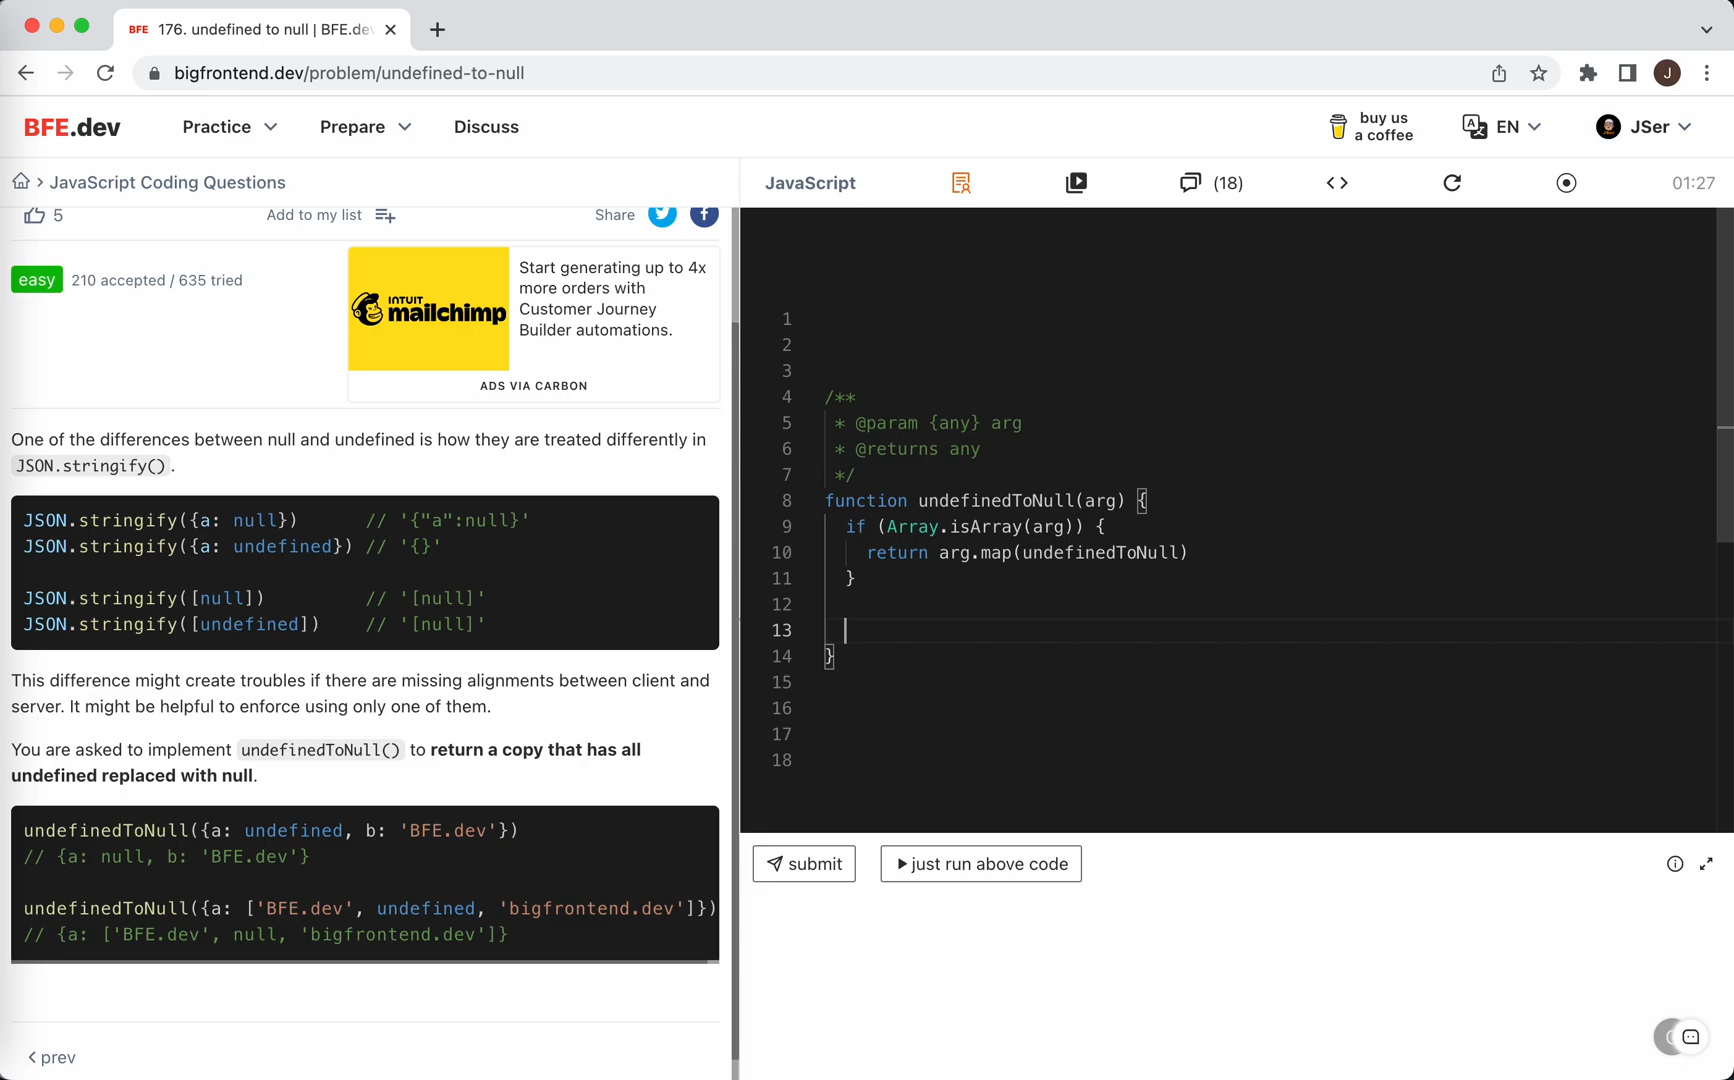 BFE 176. undefined to null | BFE.de
bigfrontend.dev/problem/undefined-to-null
BFE.dev
Practice
Prepare
Discuss
buy us
a coffee
EN
JSer
JavaScript Coding Questions
5
Add to my list
Share
easy
210 accepted / 635 tried
INTUIT
mailchimp
Start generating up to 4x
more orders with
Customer Journey
Builder automations.
ADS VIA CARBON
One of the differences between null and undefined is how they are treated differently in
JSON.stringify().
JSON.stringify({a: null})      // '{"a":null}'
JSON.stringify({a: undefined}) // '{}'
JSON.stringify([null])         // '[null]'
JSON.stringify([undefined])    // '[null]'
This difference might create troubles if there are missing alignments between client and
server. It might be helpful to enforce using only one of them.
You are asked to implement undefinedToNull() to return a copy that has all
undefined replaced with null.
undefinedToNull({a: undefined, b: 'BFE.dev'})
// {a: null, b: 'BFE.dev'}
undefinedToNull({a: ['BFE.dev', undefined, 'bigfrontend.dev']})
// {a: ['BFE.dev', null, 'bigfrontend.dev']}
prev
JavaScript
(18)
01:27
J
1
2
3
4 /**
5  * @param {any} arg
6  * @returns any
7  */
8 function undefinedToNull(arg) {
9   if (Array.isArray(arg)) {
10     return arg.map(undefinedToNull)
11   }
12
13
14 }
15
16
17
18
submit
just run above code